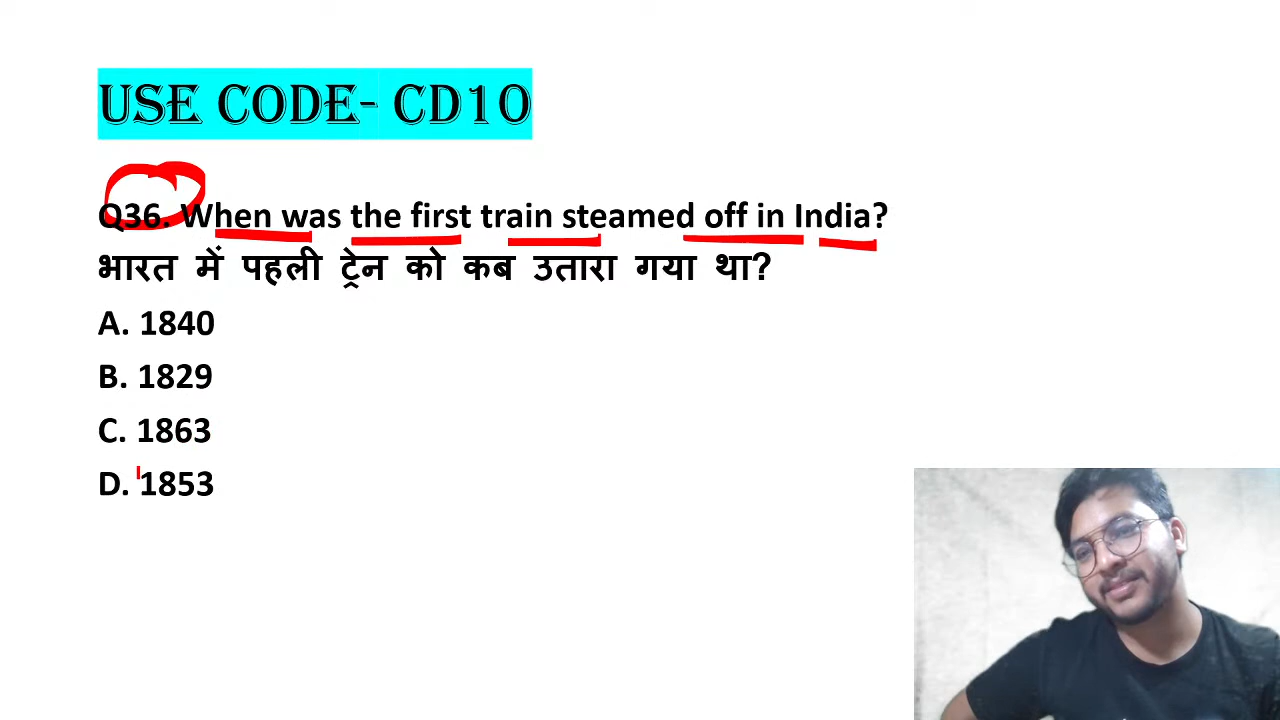 USE CODE- CD10
Q36. When was the first train steamed off in India?
भारत में पहली ट्रेन को कब उतारा गया था?
A. 1840
B. 1829
C. 1863
D. 1853